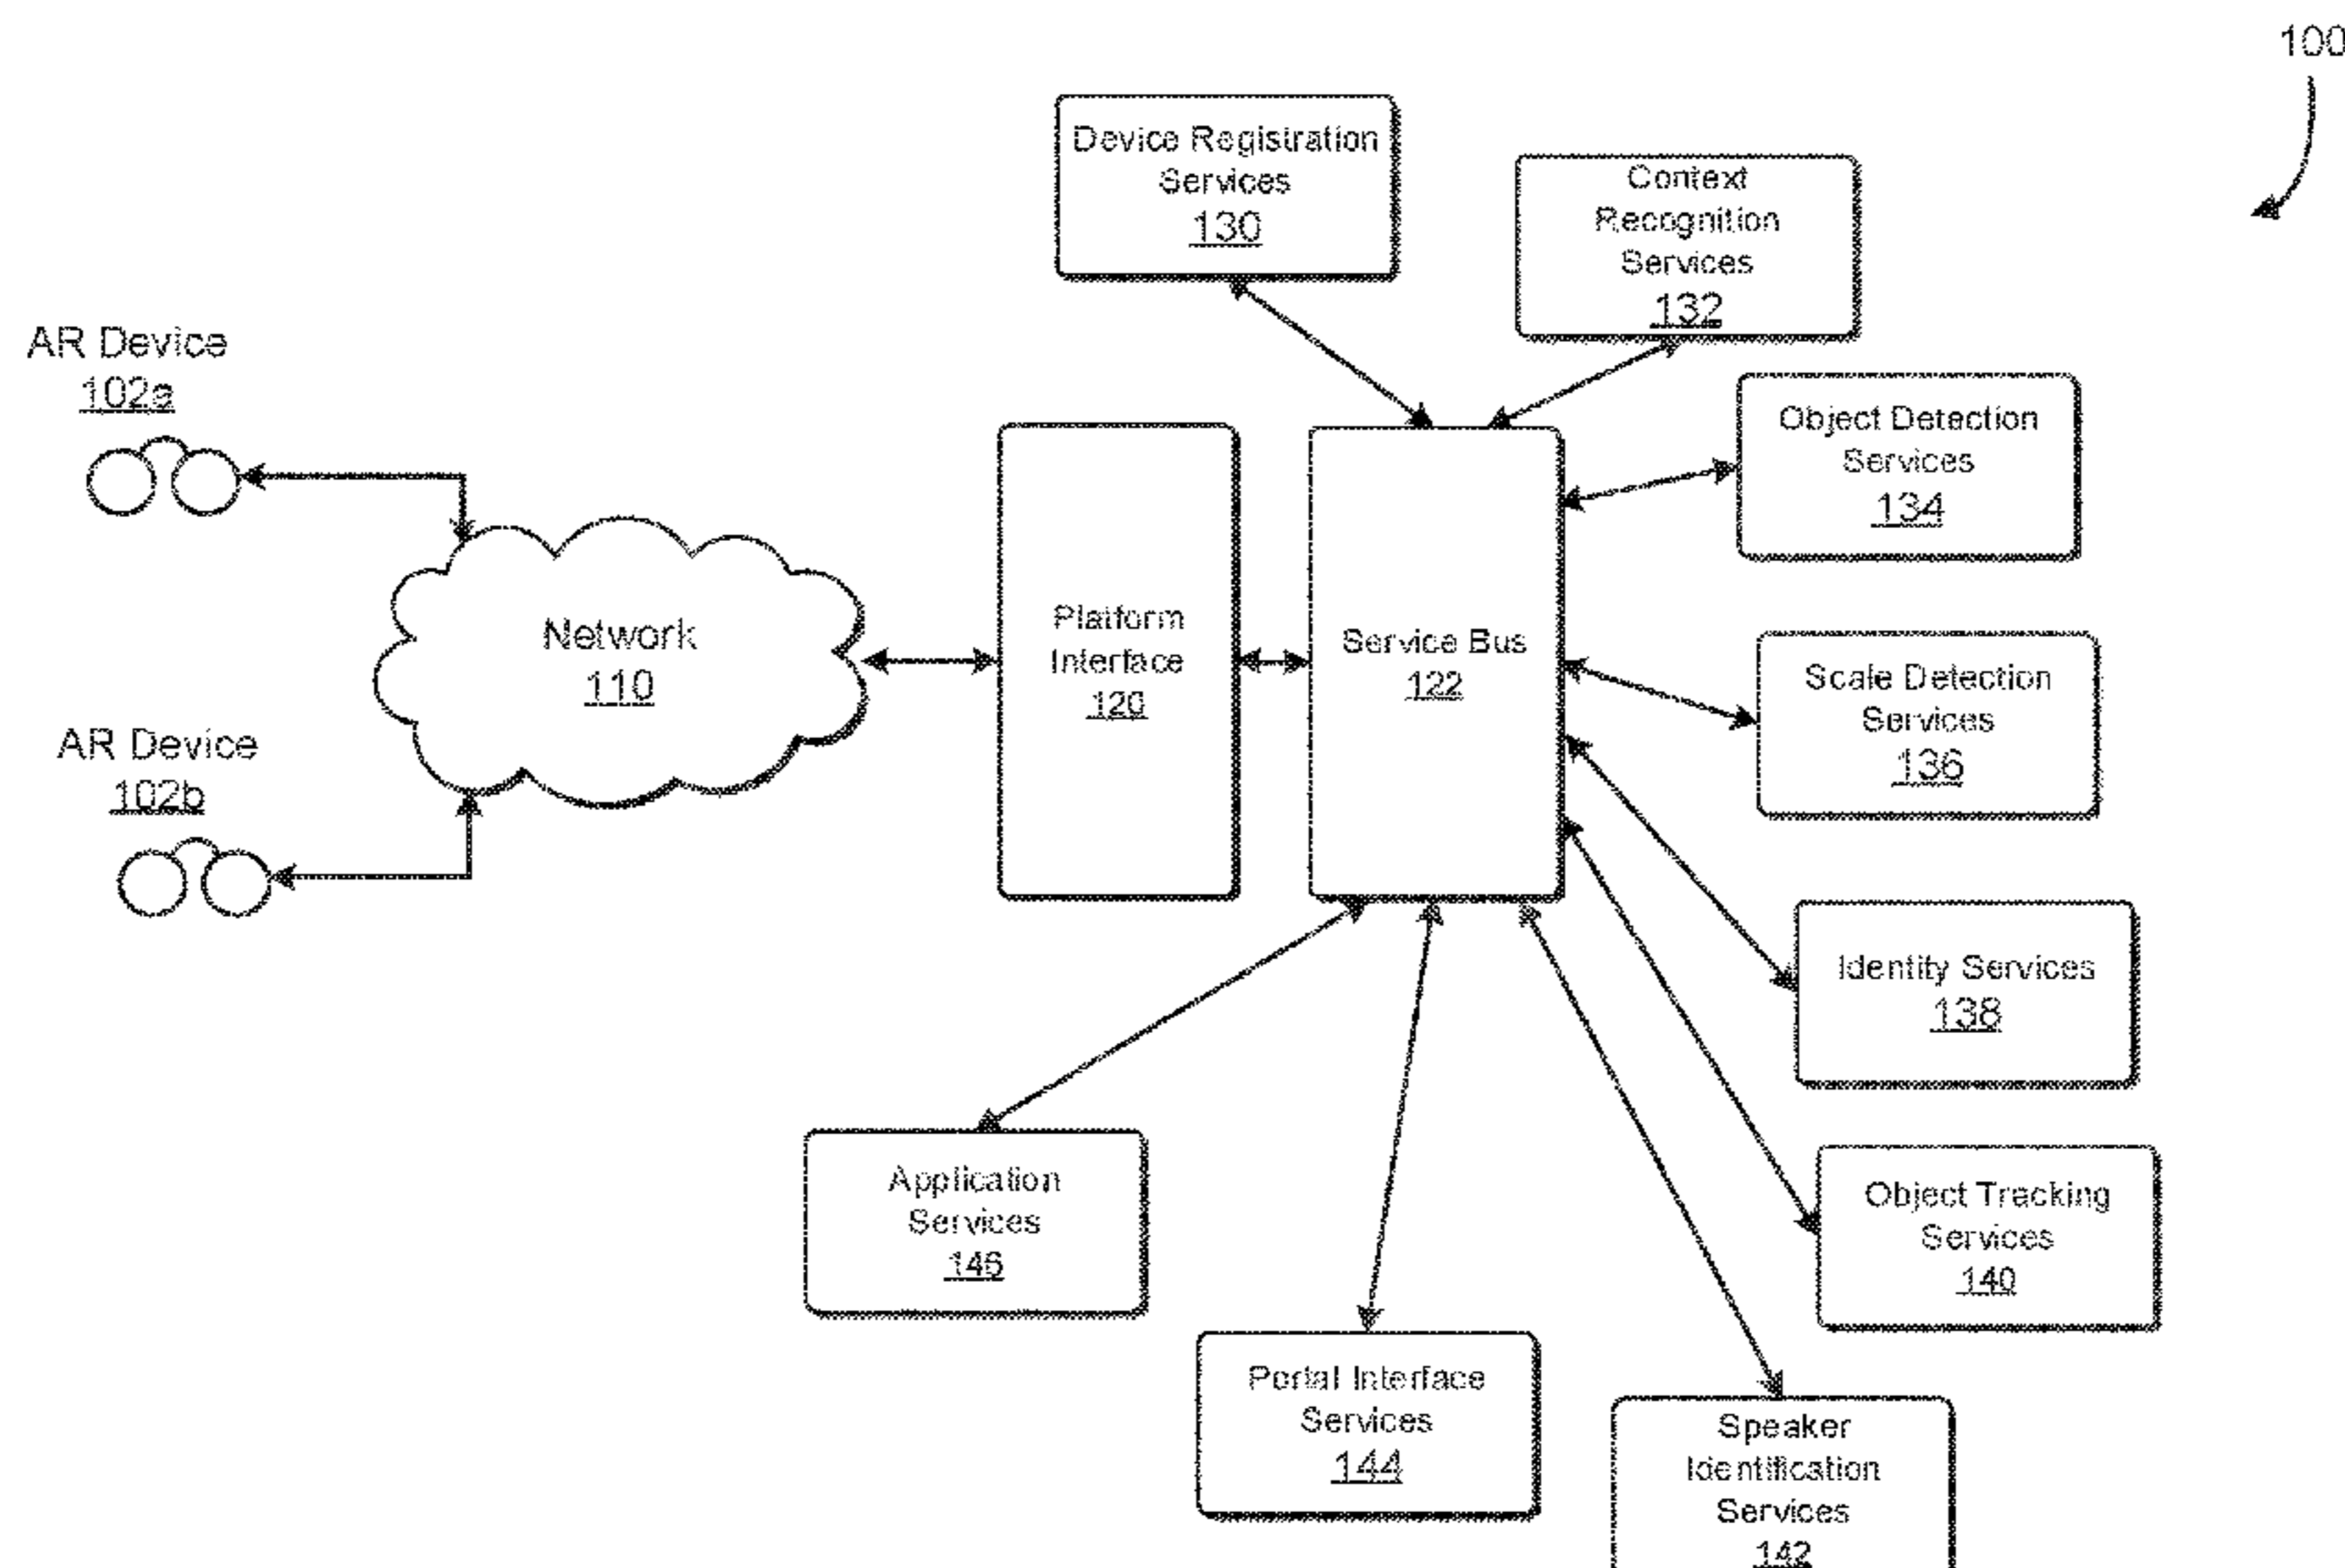 100
Device Registration
Services
130
Context
Recognition
Services
132
AR Device
102a
Object Detection
Services
134
Network
110
Platform
Interface
120
Service Bus
122
Scale Detection
Services
136
AR Device
102b
Identity Services
138
Application
Services
146
Object Tracking
Services
140
Portal Interface
Services
144
Speaker
Identification
Services
142